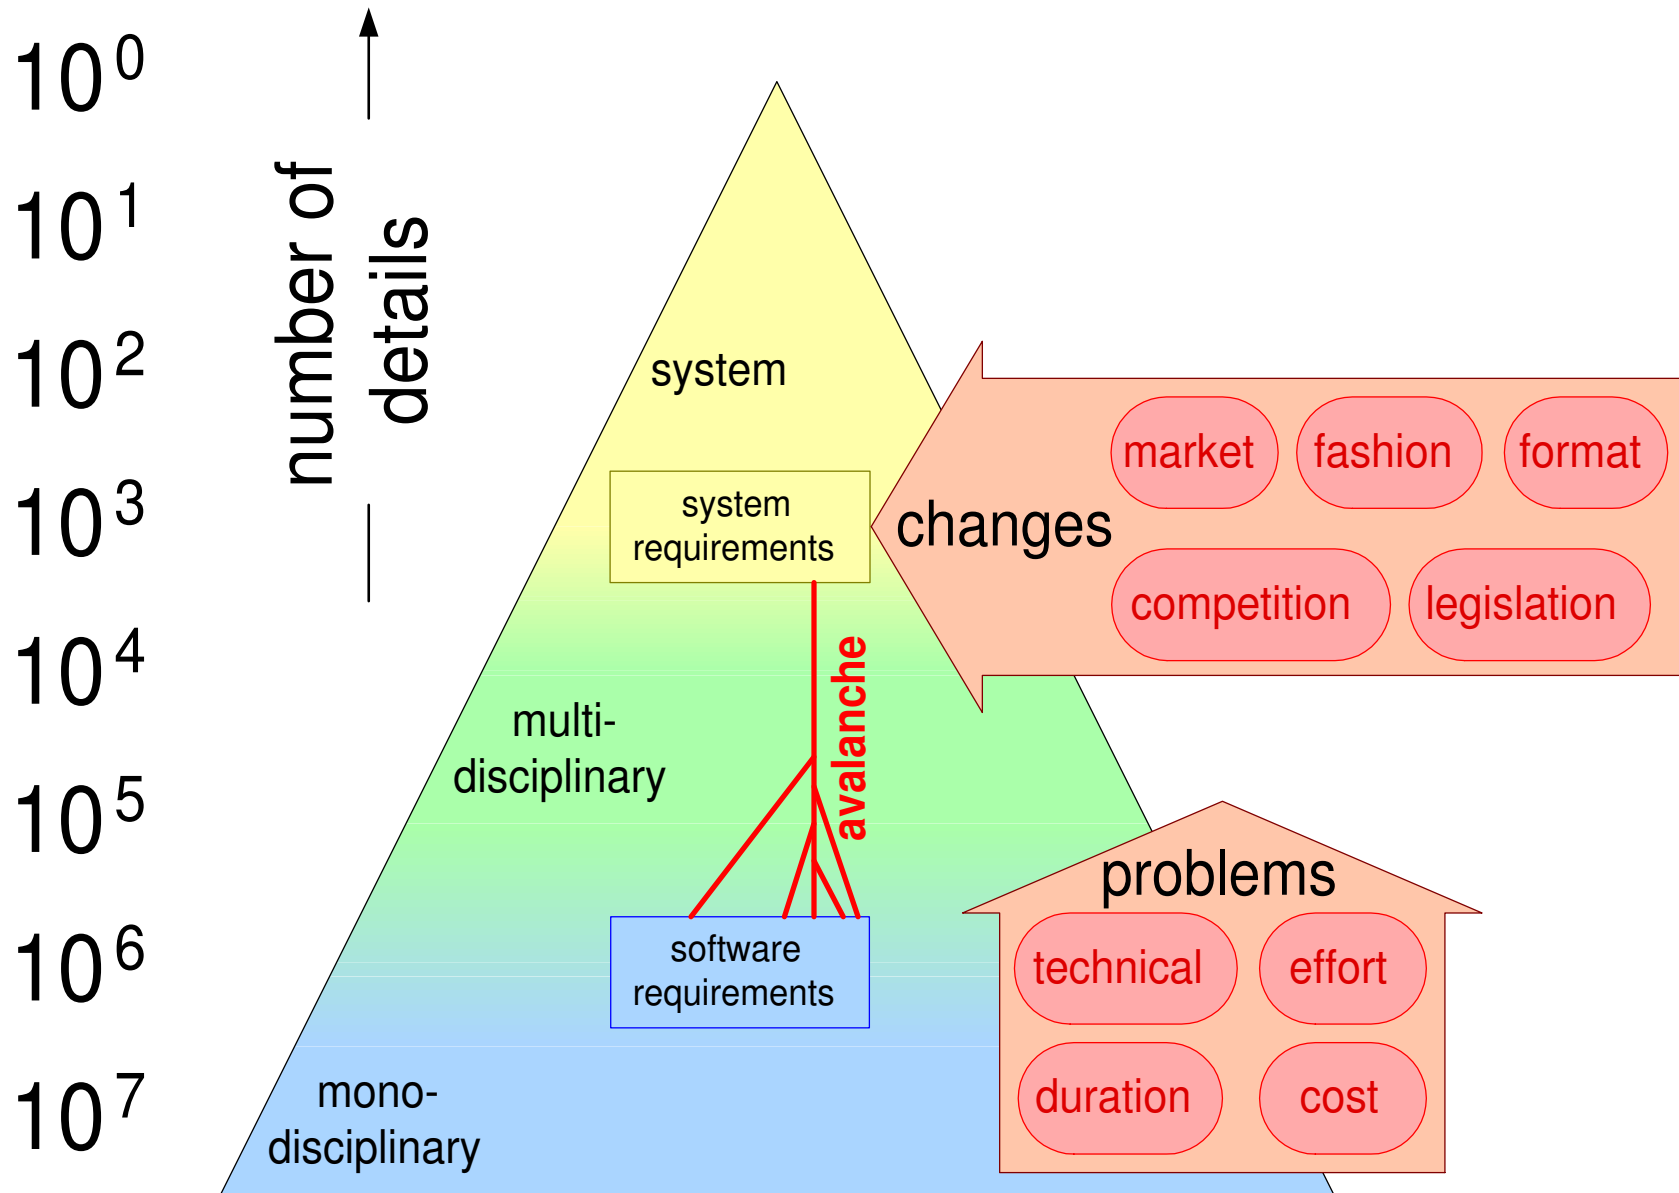 10⁰
10¹
10²
10³
10⁴
10⁵
10⁶
10⁷
number of
details
system
system
requirements
multi-
disciplinary
avalanche
software
requirements
mono-
disciplinary
changes
market
fashion
format
competition
legislation
problems
technical
effort
duration
cost